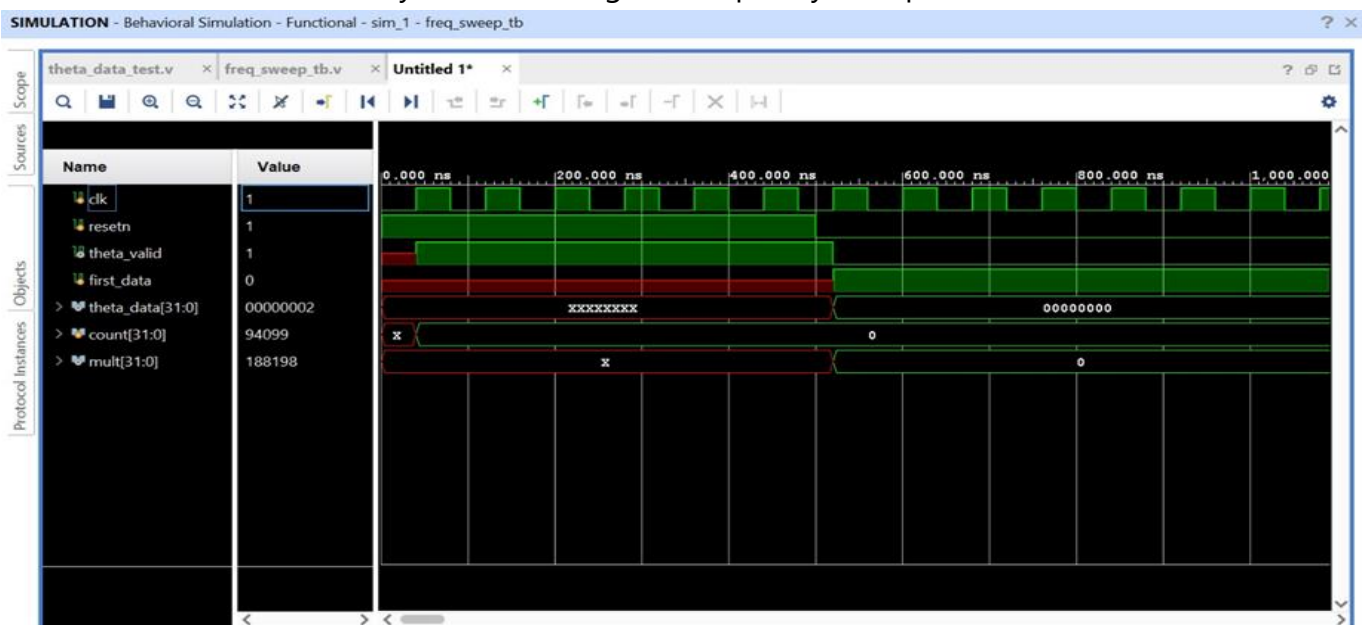 SIMULATION - Behavioral Simulation - Functional - sim_1 - freq_sweep_tb ? ×
theta_data_test.v × freq_sweep_tb.v × Untitled 1* × ?
Scope
Sources
Objects
Protocol Instances
Name Value
0.000 ns 200.000 ns 400.000 ns 600.000 ns 800.000 ns 1,000.000
clk 1
resetn 1
theta_valid 1
first_data 0
> theta_data[31:0] 00000002 XXXXXXXX 00000000
> count[31:0] 94099 X 0
> mult[31:0] 188198 X 0